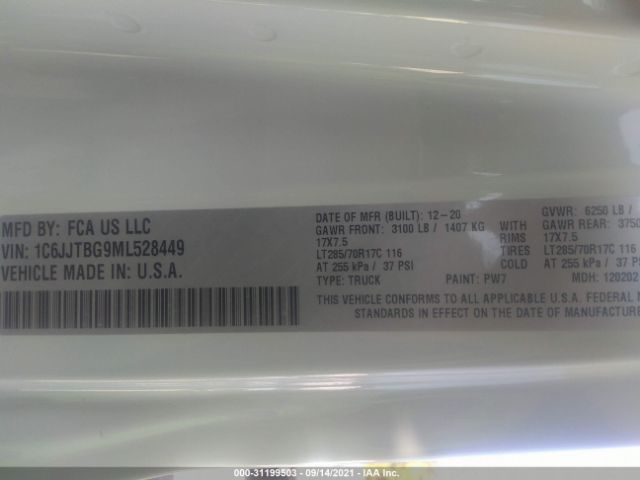 MFD BY: FCA US LLC
VIN: 1C6JJTBG9ML528449
VEHICLE MADE IN: U.S.A.
DATE OF MFR (BUILT): 12-20 GVWR: 6250 LB /
GAWR FRONT: 3100 LB / 1407 KG WITH GAWR REAR: 3750
17X7.5 RIMS 17X7.5
LT285/70R17C 116 TIRES LT285/70R17C 116
AT 255 kPa / 37 PSI COLD AT 255 kPa / 37 PSI
TYPE: TRUCK PAINT: PW7 MDH: 120202
THIS VEHICLE CONFORMS TO ALL APPLICABLE U.S.A. FEDERAL
STANDARDS IN EFFECT ON THE DATE OF MANUFACTURE
000-31199503 - 09/14/2021 - IAA Inc.